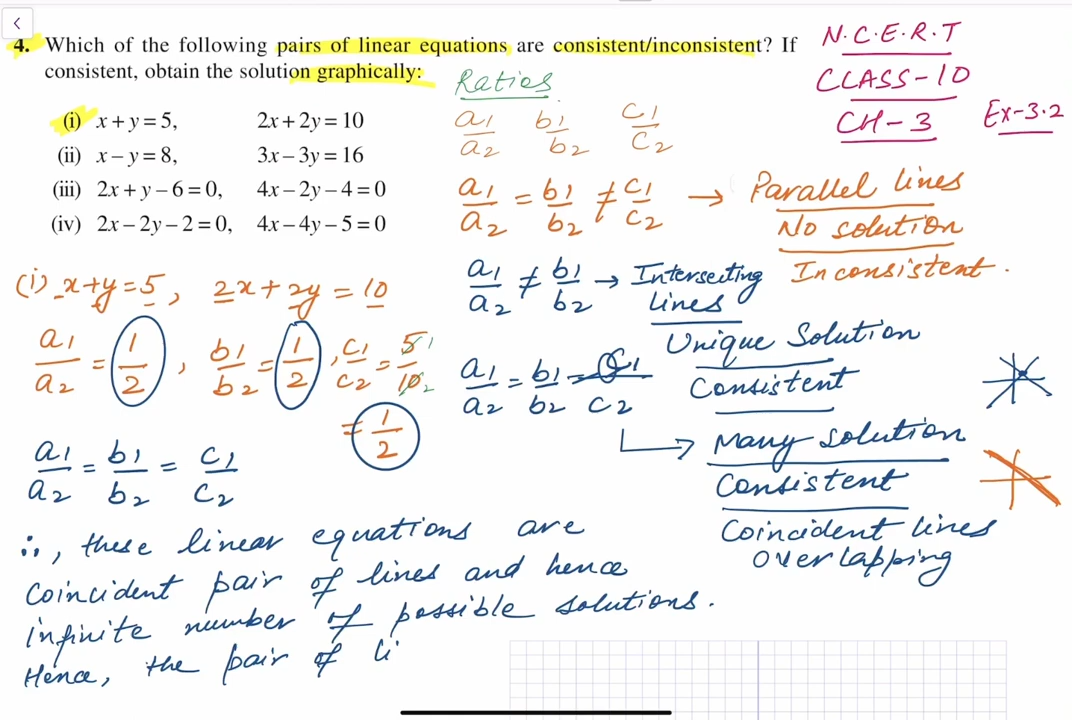 4. Which of the following pairs of linear equations are consistent/inconsistent? If
consistent, obtain the solution graphically:
(i) x + y = 5, 2x + 2y = 10
(ii) x – y = 8, 3x – 3y = 16
(iii) 2x + y – 6 = 0, 4x – 2y – 4 = 0
(iv) 2x – 2y – 2 = 0, 4x – 4y – 5 = 0
N.C.E.R.T
CLASS-10
CH-3 Ex-3.2
Ratios
a1/a2 b1/b2 c1/c2
a1/a2 = b1/b2 ≠ c1/c2 → Parallel lines
No solution
Inconsistent.
a1/a2 ≠ b1/b2 → Intersecting
lines
Unique Solution
Consistent
a1/a2 = b1/b2 = c1/c2
↳ Many solution
Consistent
Coincident lines
overlapping
(i) x+y=5, 2x+2y=10
a1/a2 = 1/2, b1/b2 = 1/2, c1/c2 = 5/10 1/2
= 1/2
a1/a2 = b1/b2 = c1/c2
∴, these linear equations are
coincident pair of lines and hence
infinite number of possible solutions.
Hence, the pair of li